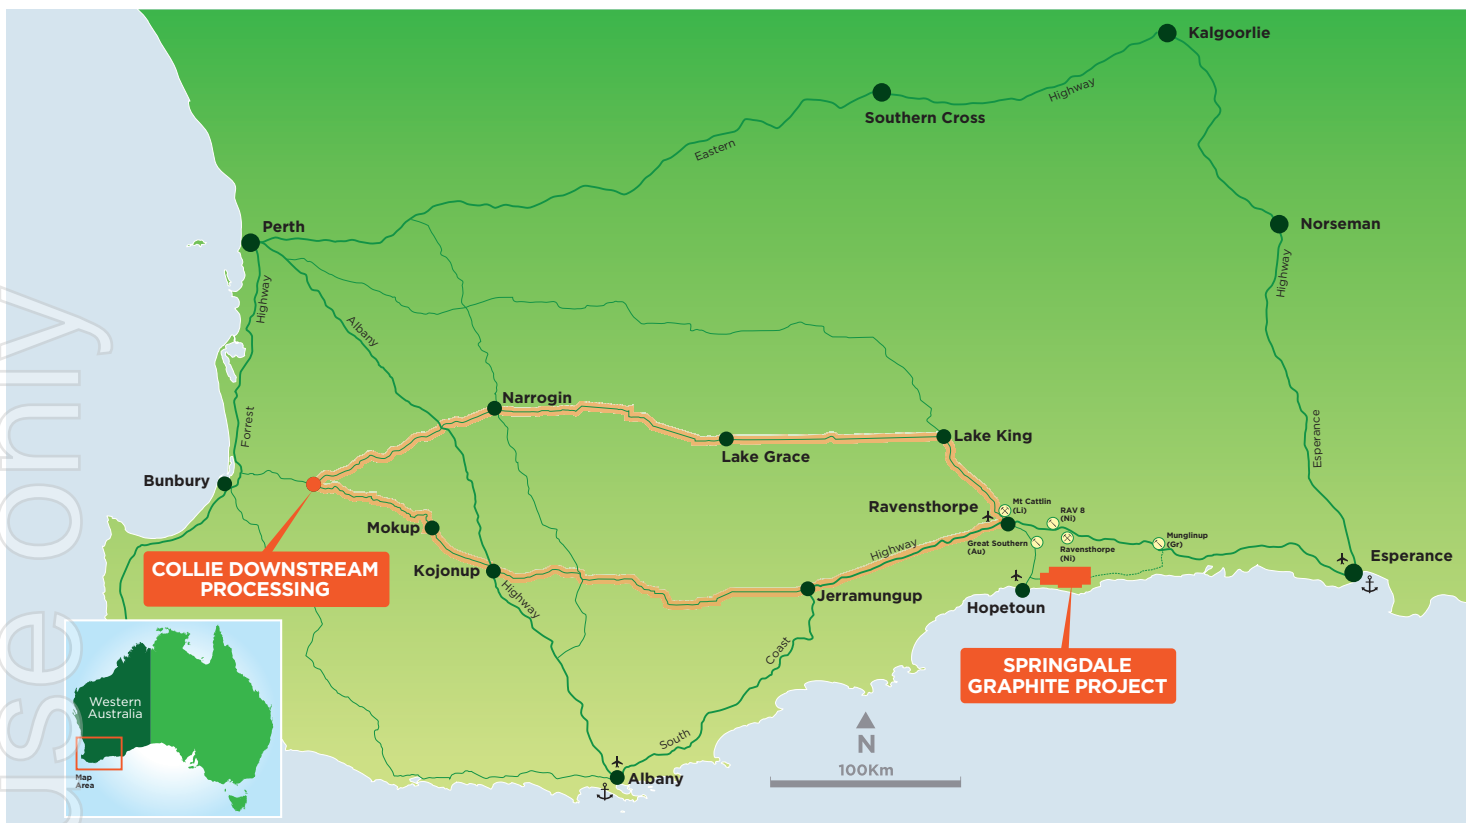 Kalgoorlie
Highway
Southern Cross
Eastern
Perth
Norseman
Highway
Highway
Albany
Narrogin
Forrest
Lake King
Lake Grace
Esperance
Bunbury
Mt Cattlin
(Li)
Ravensthorpe
RAV 8
(Ni)
Mokup
Great Southern
(Au)
Ravensthorpe
(Ni)
Munglinup
(Gr)
Highway
Esperance
COLLIE DOWNSTREAM
PROCESSING
Kojonup
Highway
Jerramungup
Hopetoun
Coast
SPRINGDALE
GRAPHITE PROJECT
Western
Australia
South
N
100Km
Map
Area
Albany
use only